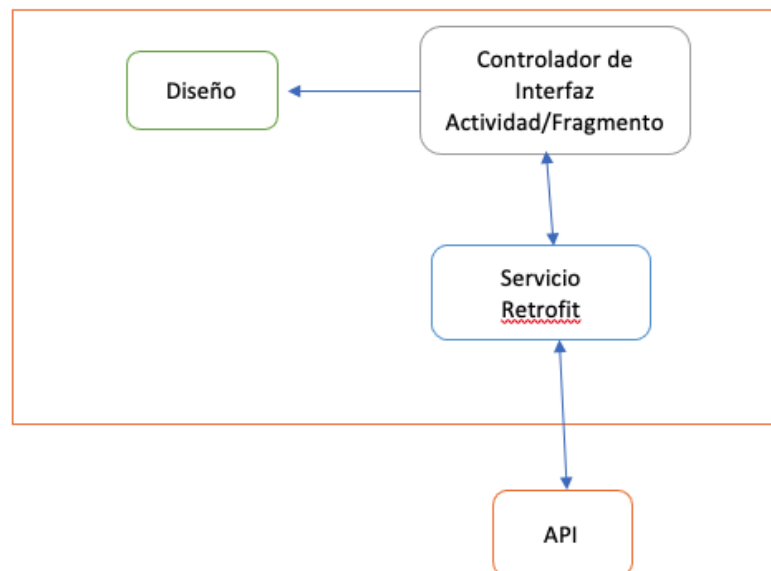 Diseño
Controlador de
Interfaz
Actividad/Fragmento
Servicio
Retrofit
API